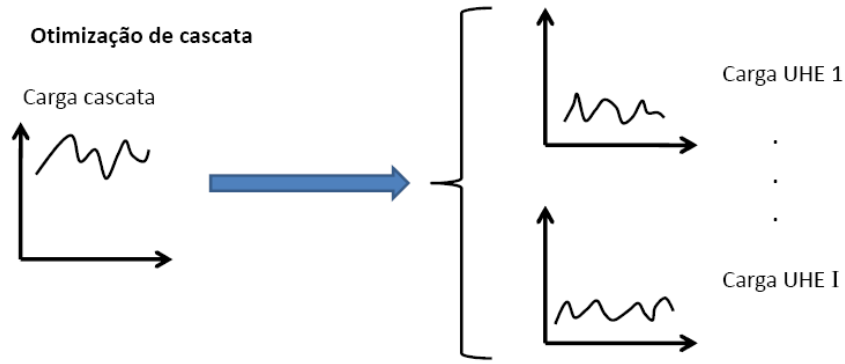 Otimização de cascata
Carga cascata
Carga UHE 1
.
.
.
Carga UHE I